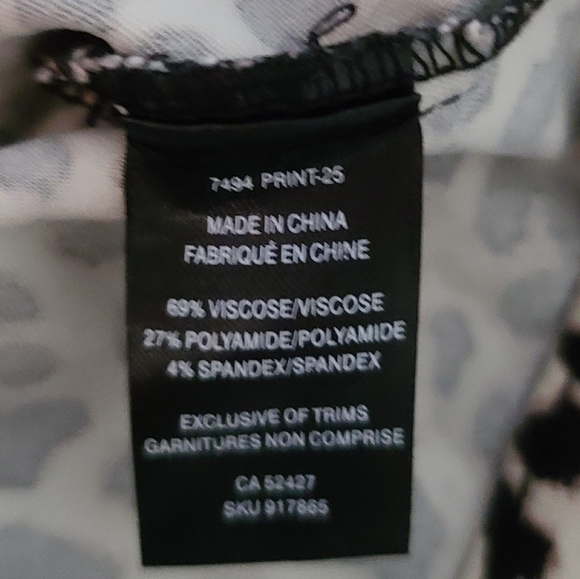 7494 PRINT-25
MADE IN CHINA
FABRIQUÉ EN CHINE
69% VISCOSE/VISCOSE
27% POLYAMIDE/POLYAMIDE
4% SPANDEX/SPANDEX
EXCLUSIVE OF TRIMS
GARNITURES NON COMPRISE
CA 52427
SKU 917865